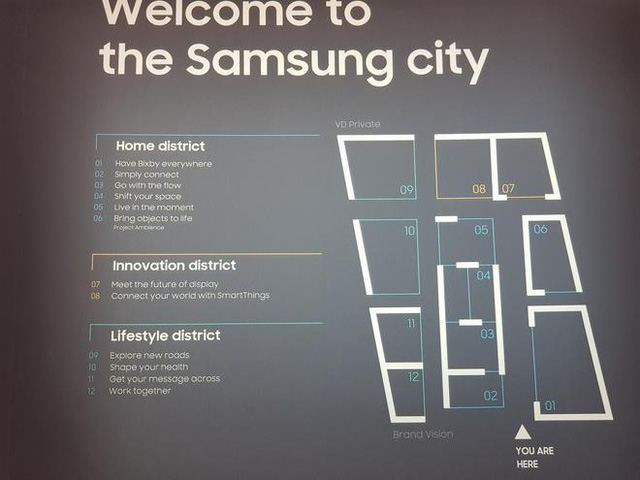 Welcome to
the Samsung city
VD Private
Home district
01 Have Bixby everywhere
02 Simply connect
03 Go with the flow
04 Shift your space
05 Live in the moment
06 Bring objects to life
Project Ambience
Innovation district
07 Meet the future of display
08 Connect your world with SmartThings
Lifestyle district
09 Explore new roads
10 Shape your health
11 Get your message across
12 Work together
09
08
07
10
05
06
04
11
03
12
02
01
Brand Vision
YOU ARE
HERE